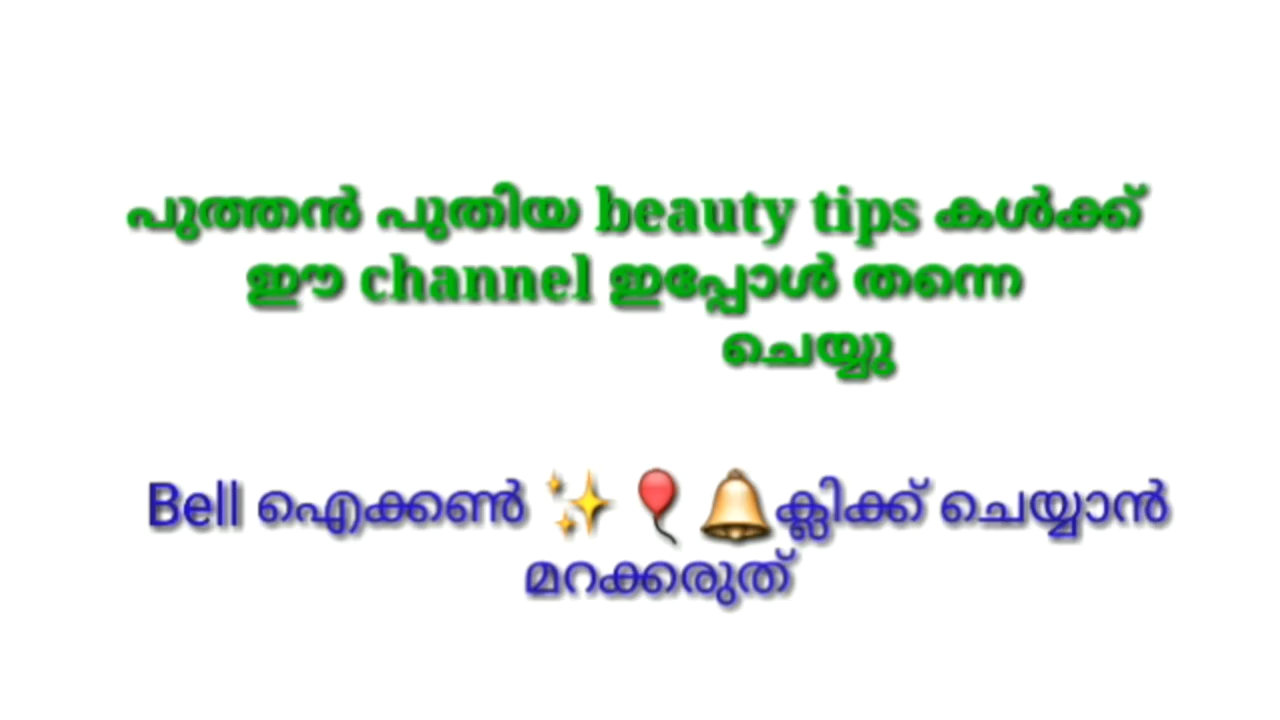 പുത്തൻ പുതിയ beauty tips കൾക്ക്
ഈ channel ഇപ്പോൾ തന്നെ
ചെയ്യു
Bell ഐക്കൺ ✨🎈🔔ക്ലിക്ക് ചെയ്യാൻ
മറക്കരുത്